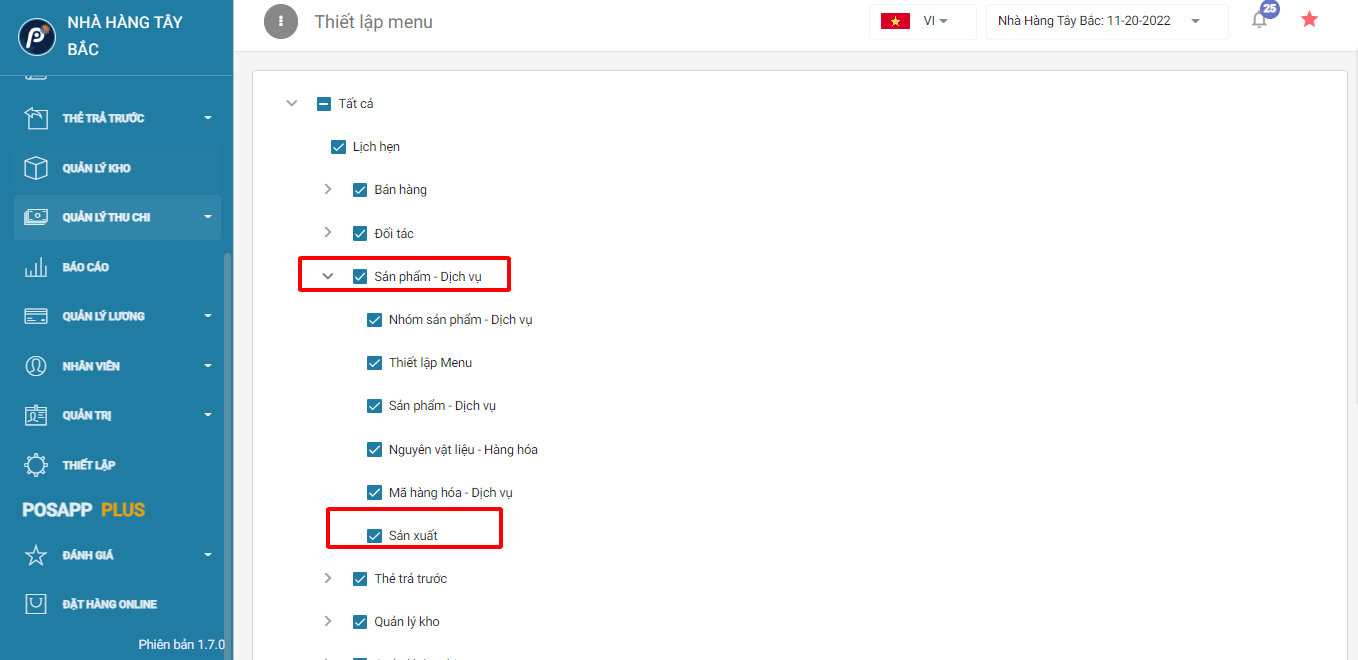 NHÀ HÀNG TÂY
BẮC
THẺ TRẢ TRƯỚC
QUẢN LÝ KHO
QUẢN LÝ THU CHI
BÁO CÁO
QUẢN LÝ LƯƠNG
NHÂN VIÊN
QUẢN TRỊ
THIẾT LẬP
POSAPP PLUS
ĐÁNH GIÁ
ĐẶT HÀNG ONLINE
Phiên bản 1.7.0
Thiết lập menu
VI
Nhà Hàng Tây Bắc: 11-20-2022
25
Tất cả
Lịch hẹn
Bán hàng
Đối tác
Sản phẩm - Dịch vụ
Nhóm sản phẩm - Dịch vụ
Thiết lập Menu
Sản phẩm - Dịch vụ
Nguyên vật liệu - Hàng hóa
Mã hàng hóa - Dịch vụ
Sản xuất
Thẻ trả trước
Quản lý kho